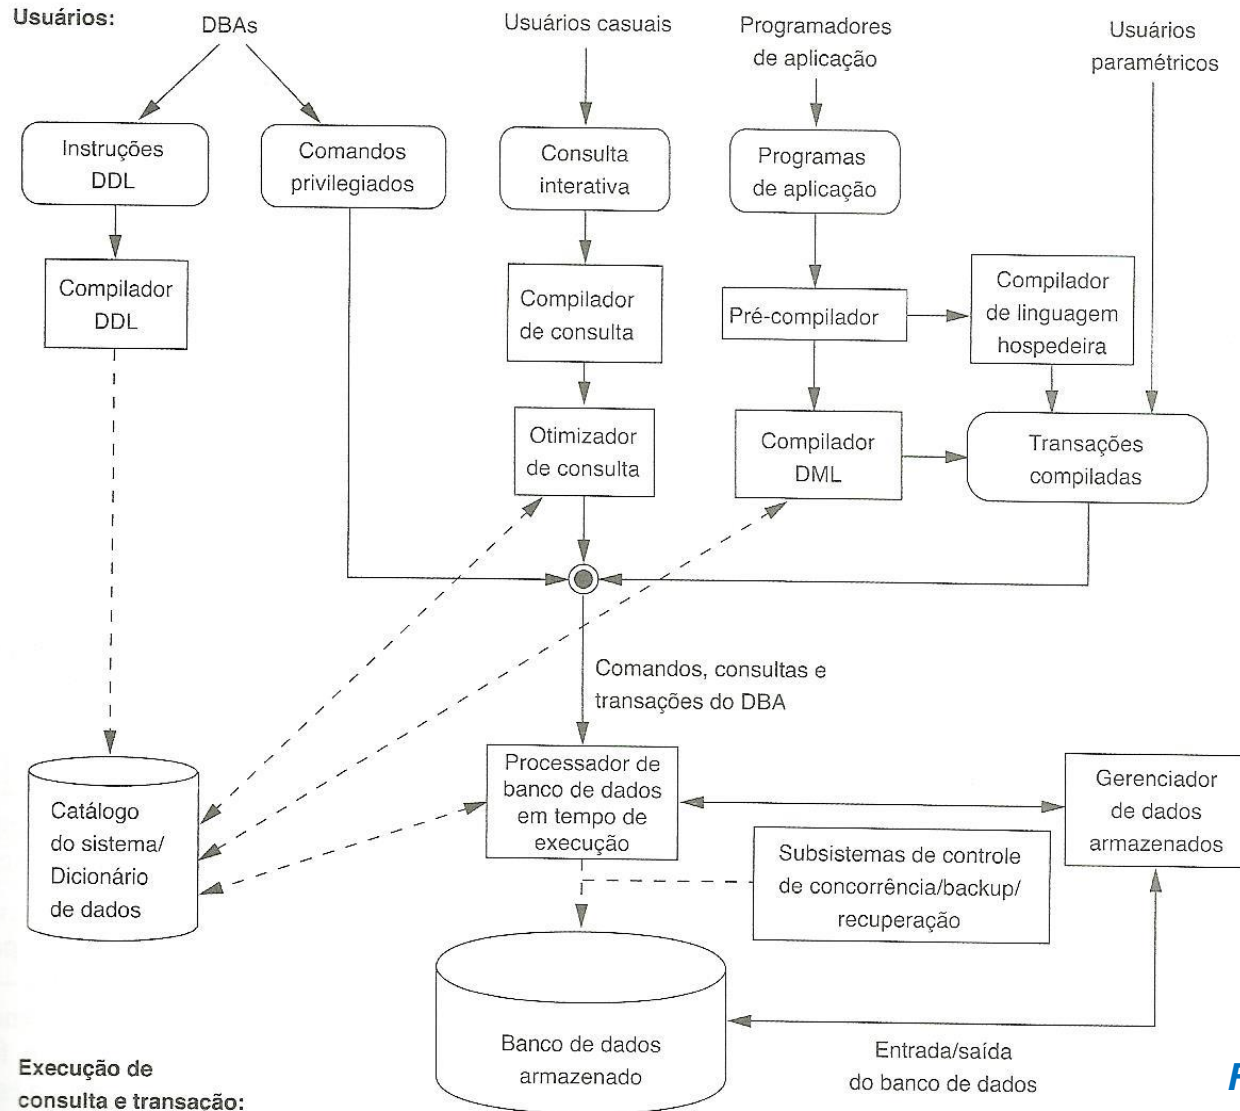 Usuários:
DBAs
Usuários casuais
Programadores
de aplicação
Usuários
paramétricos
Instruções
DDL
Comandos
privilegiados
Consulta
interativa
Programas
de aplicação
Compilador
DDL
Compilador
de consulta
Pré-compilador
Compilador
de linguagem
hospedeira
Otimizador
de consulta
Compilador
DML
Transações
compiladas
Comandos, consultas e
transações do DBA
Catálogo
do sistema/
Dicionário
de dados
Processador de
banco de dados
em tempo de
execução
Gerenciador
de dados
armazenados
Subsistemas de controle
de concorrência/backup/
recuperação
Banco de dados
armazenado
Entrada/saída
do banco de dados
Execução de
consulta e transação: